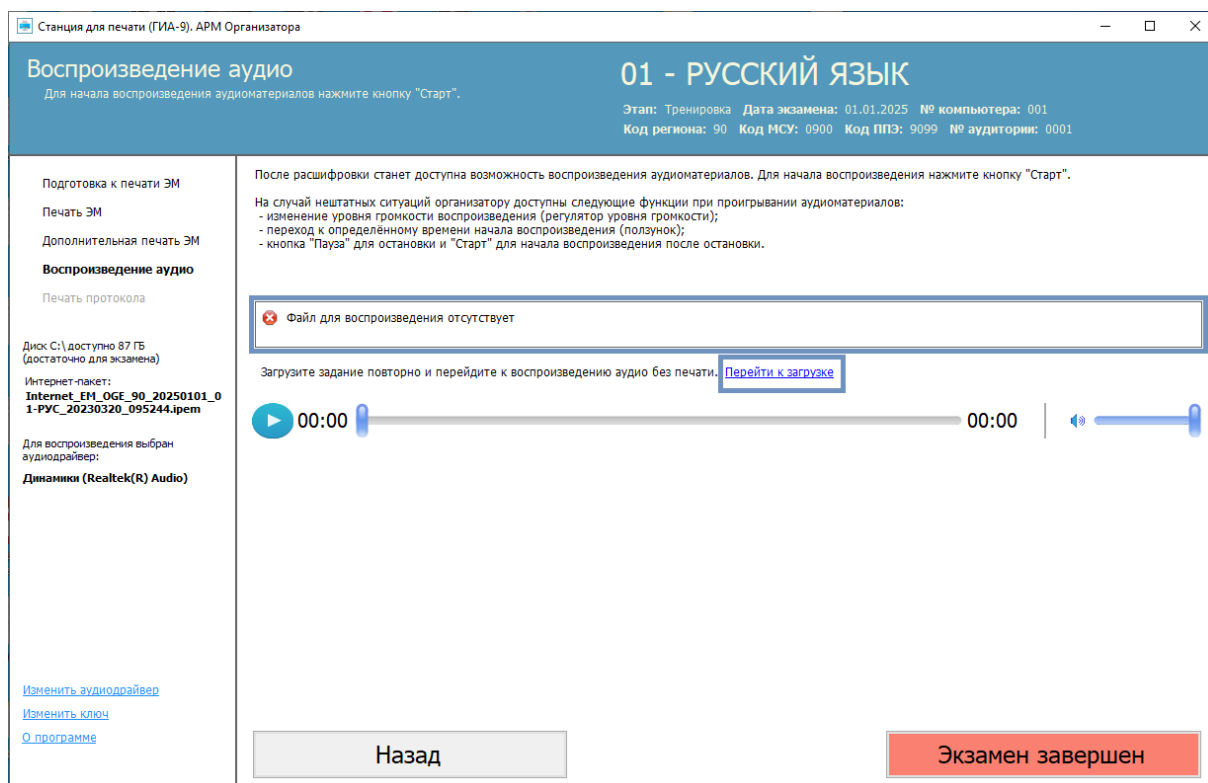 Станция для печати (ГИА-9). АРМ Организатора
Воспроизведение аудио
Для начала воспроизведения аудиоматериалов нажмите кнопку "Старт".
01 - РУССКИЙ ЯЗЫК
Этап: Тренировка Дата экзамена: 01.01.2025 № компьютера: 001
Код региона: 90 Код МСУ: 0900 Код ППЭ: 9099 № аудитории: 0001
Подготовка к печати ЭМ
Печать ЭМ
Дополнительная печать ЭМ
Воспроизведение аудио
Печать протокола
Диск C:\ доступно 87 ГБ
(достаточно для экзамена)
Интернет-пакет:
Internet_EM_OGE_90_20250101_0
1-РУС_20230320_095244.ipem
Для воспроизведения выбран
аудиодрайвер:
Динамики (Realtek(R) Audio)
Изменить аудиодрайвер
Изменить ключ
О программе
После расшифровки станет доступна возможность воспроизведения аудиоматериалов. Для начала воспроизведения нажмите кнопку "Старт".
На случай нештатных ситуаций организатору доступны следующие функции при проигрывании аудиоматериалов:
- изменение уровня громкости воспроизведения (регулятор уровня громкости);
- переход к определённому времени начала воспроизведения (ползунок);
- кнопка "Пауза" для остановки и "Старт" для начала воспроизведения после остановки.
Файл для воспроизведения отсутствует
Загрузите задание повторно и перейдите к воспроизведению аудио без печати. Перейти к загрузке
00:00 00:00
Назад
Экзамен завершен